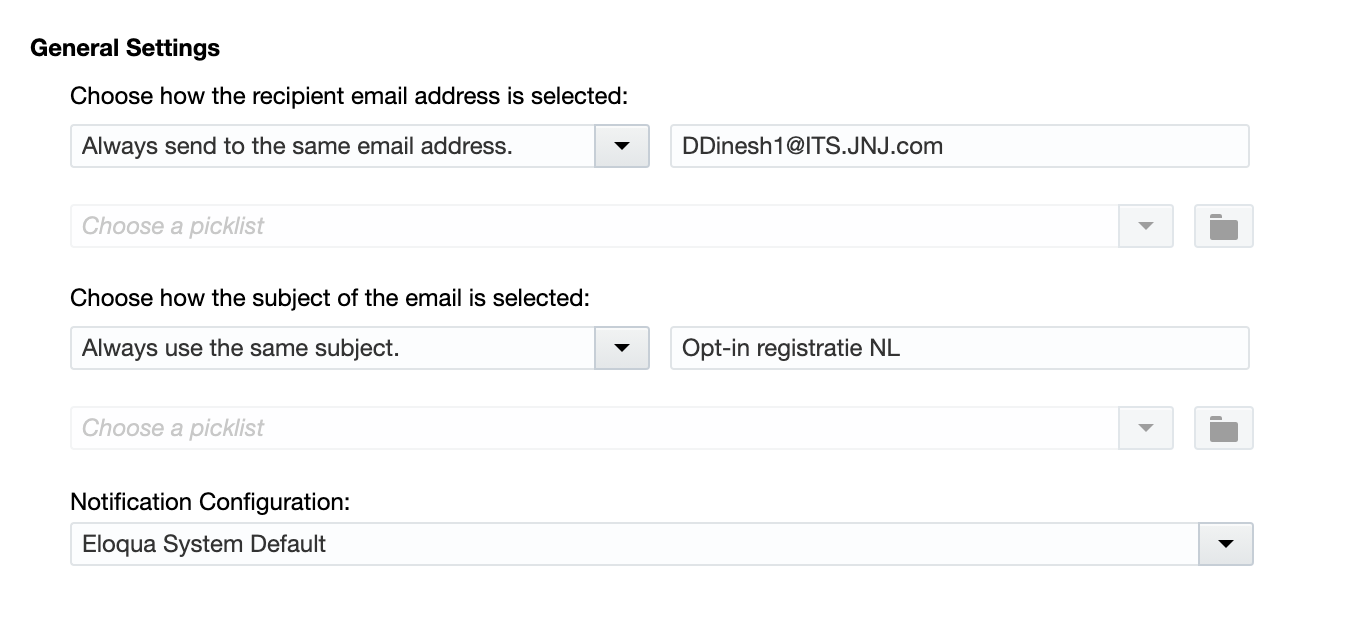 General Settings
Choose how the recipient email address is selected:
Always send to the same email address.
DDinesh1@ITS.JNJ.com
Choose a picklist
Choose how the subject of the email is selected:
Always use the same subject.
Opt-in registratie NL
Choose a picklist
Notification Configuration:
Eloqua System Default